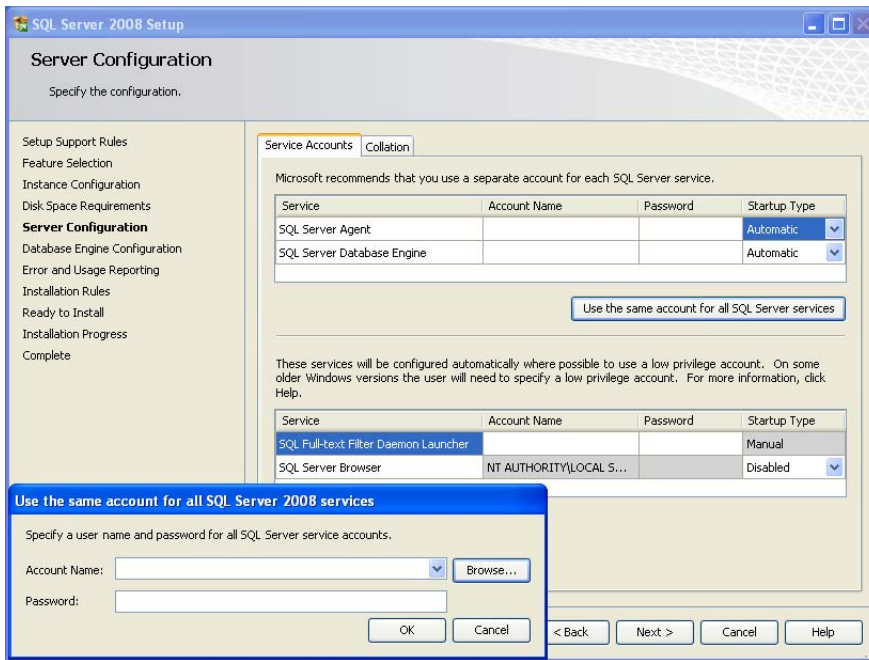 SQL Server 2008 Setup
Server Configuration
Specify the configuration.
Setup Support Rules
Feature Selection
Instance Configuration
Disk Space Requirements
Server Configuration
Database Engine Configuration
Error and Usage Reporting
Installation Rules
Ready to Install
Installation Progress
Complete
Service Accounts Collation
Microsoft recommends that you use a separate account for each SQL Server service.
Service Account Name Password Startup Type
SQL Server Agent Automatic
SQL Server Database Engine Automatic
Use the same account for all SQL Server services
These services will be configured automatically where possible to use a low privilege account. On some
older Windows versions the user will need to specify a low privilege account. For more information, click
Help.
Service Account Name Password Startup Type
SQL Full-text Filter Daemon Launcher Manual
SQL Server Browser NT AUTHORITY\LOCAL S... Disabled
Use the same account for all SQL Server 2008 services
Specify a user name and password for all SQL Server service accounts.
Account Name: Browse...
Password:
OK Cancel
< Back Next > Cancel Help